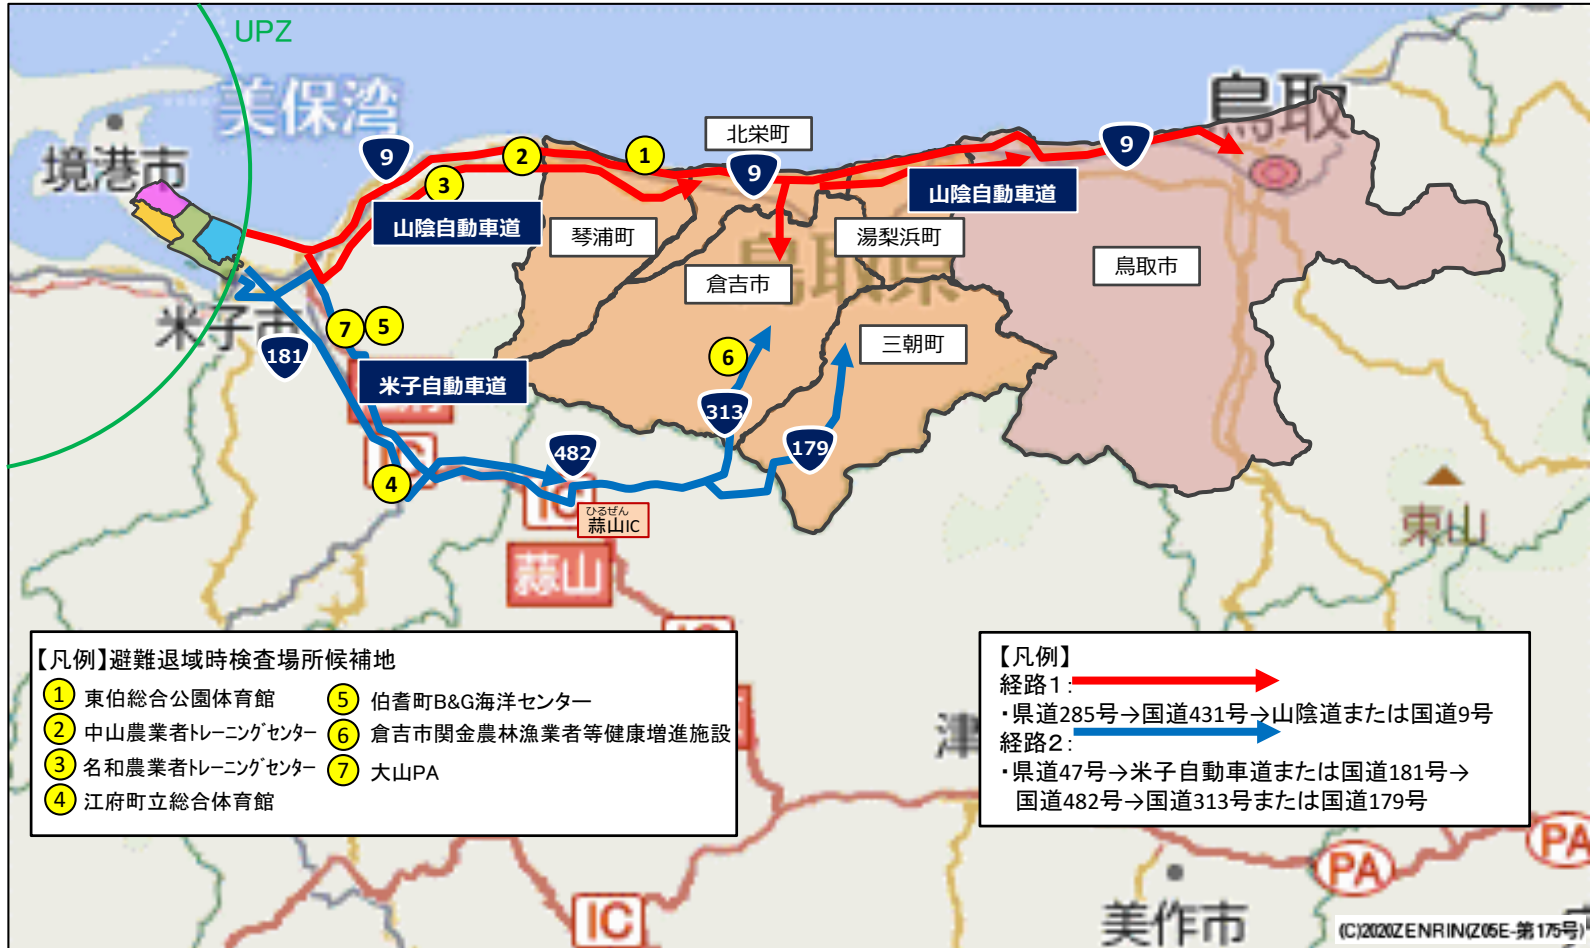 UPZ
美保湾
境港市
米子市
鳥取
鳥取県
北栄町
琴浦町
湯梨浜町
倉吉市
三朝町
鳥取市
山陰自動車道
山陰自動車道
米子自動車道
9
9
9
181
313
179
482
1
2
3
4
5
6
7
IC
IC
ひるぜん
蒜山IC
蒜山
東山
津
【凡例】避難退域時検査場所候補地
1 東伯総合公園体育館
2 中山農業者トレーニングセンター
3 名和農業者トレーニングセンター
4 江府町立総合体育館
5 伯耆町B&G海洋センター
6 倉吉市関金農林漁業者等健康増進施設
7 大山PA
【凡例】
経路1:
・県道285号→国道431号→山陰道または国道9号
経路2:
・県道47号→米子自動車道または国道181号→
国道482号→国道313号または国道179号
IC
PA
PA
美作市
(C)2020ZENRIN(Z05E-第175号)